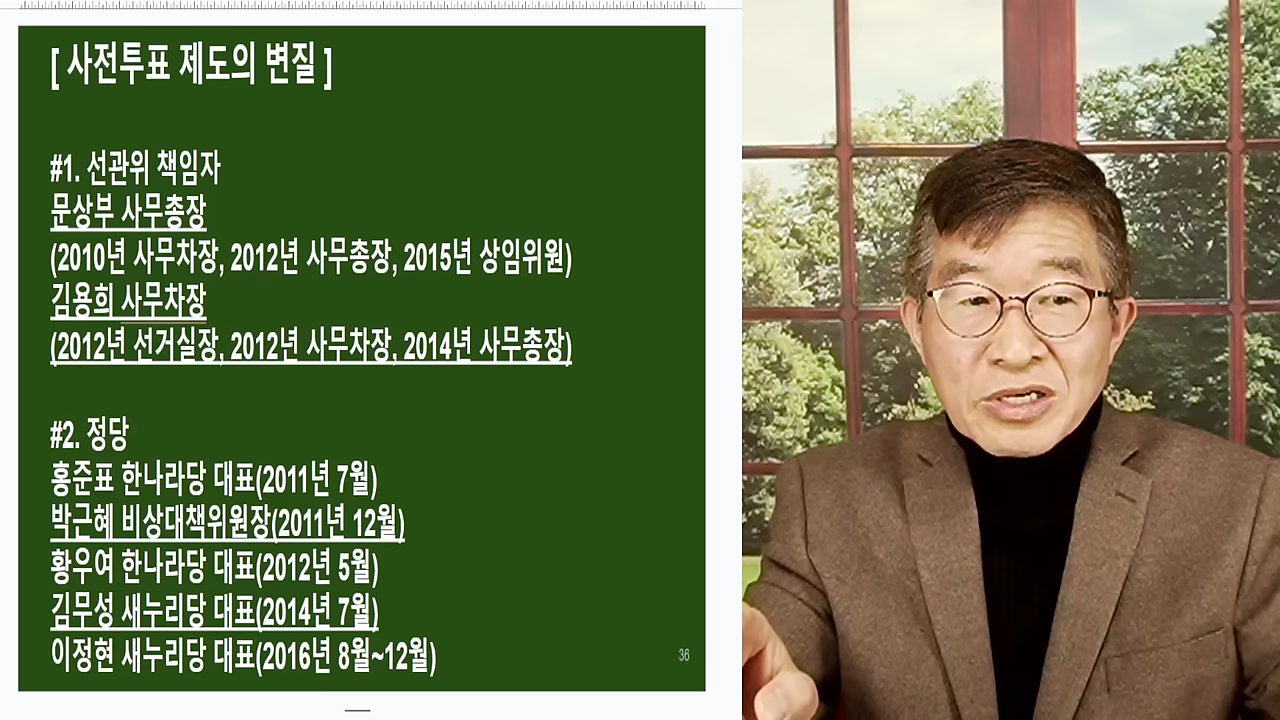 [ 사전투표 제도의 변질 ]
#1. 선관위 책임자
문상부 사무총장
(2010년 사무차장, 2012년 사무총장, 2015년 상임위원)
김용희 사무차장
(2012년 선거실장, 2012년 사무차장, 2014년 사무총장)
#2. 정당
홍준표 한나라당 대표(2011년 7월)
박근혜 비상대책위원장(2011년 12월)
황우여 한나라당 대표(2012년 5월)
김무성 새누리당 대표(2014년 7월)
이정현 새누리당 대표(2016년 8월~12월)
36